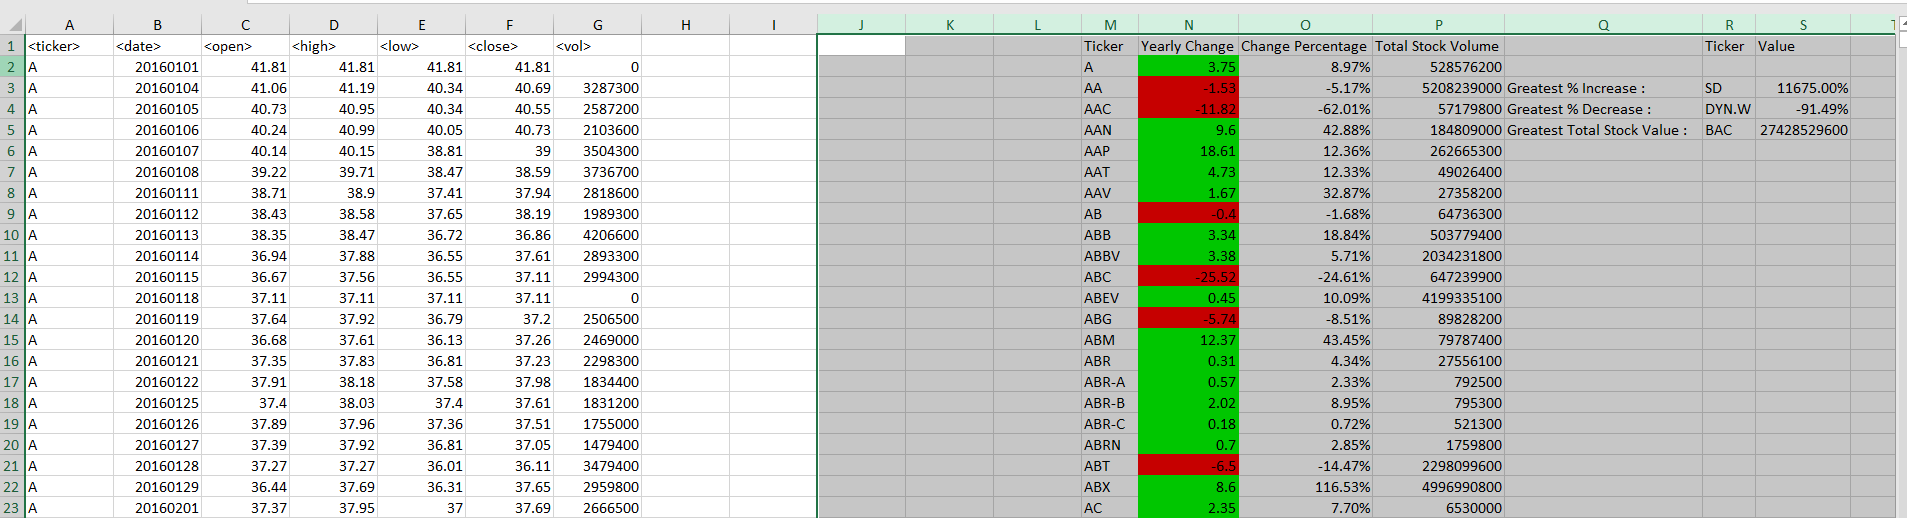 A B C D E F G H I J K L M N O P Q R S
1 <ticker> <date> <open> <high> <low> <close> <vol> Ticker Yearly Change Change Percentage Total Stock Volume Ticker Value
2 A 20160101 41.81 41.81 41.81 41.81 0 A 3.75 8.97% 528576200
3 A 20160104 41.06 41.19 40.34 40.69 3287300 AA -1.53 -5.17% 5208239000 Greatest % Increase : SD 11675.00%
4 A 20160105 40.73 40.95 40.34 40.55 2587200 AAC -11.82 -62.01% 57179800 Greatest % Decrease : DYN.W -91.49%
5 A 20160106 40.24 40.99 40.05 40.73 2103600 AAN 9.6 42.88% 184809000 Greatest Total Stock Value : BAC 27428529600
6 A 20160107 40.14 40.15 38.81 39 3504300 AAP 18.61 12.36% 262665300
7 A 20160108 39.22 39.71 38.47 38.59 3736700 AAT 4.73 12.33% 49026400
8 A 20160111 38.71 38.9 37.41 37.94 2818600 AAV 1.67 32.87% 27358200
9 A 20160112 38.43 38.58 37.65 38.19 1989300 AB -0.4 -1.68% 64736300
10 A 20160113 38.35 38.47 36.72 36.86 4206600 ABB 3.34 18.84% 503779400
11 A 20160114 36.94 37.88 36.55 37.61 2893300 ABBV 3.38 5.71% 2034231800
12 A 20160115 36.67 37.56 36.55 37.11 2994300 ABC -25.52 -24.61% 647239900
13 A 20160118 37.11 37.11 37.11 37.11 0 ABEV 0.45 10.09% 4199335100
14 A 20160119 37.64 37.92 36.79 37.2 2506500 ABG -5.74 -8.51% 89828200
15 A 20160120 36.68 37.61 36.13 37.26 2469000 ABM 12.37 43.45% 79787400
16 A 20160121 37.35 37.83 36.81 37.23 2298300 ABR 0.31 4.34% 27556100
17 A 20160122 37.91 38.18 37.58 37.98 1834400 ABR-A 0.57 2.33% 792500
18 A 20160125 37.4 38.03 37.4 37.61 1831200 ABR-B 2.02 8.95% 795300
19 A 20160126 37.89 37.96 37.36 37.51 1755000 ABR-C 0.18 0.72% 521300
20 A 20160127 37.39 37.92 36.81 37.05 1479400 ABRN 0.7 2.85% 1759800
21 A 20160128 37.27 37.27 36.01 36.11 3479400 ABT -6.5 -14.47% 2298099600
22 A 20160129 36.44 37.69 36.31 37.65 2959800 ABX 8.6 116.53% 4996990800
23 A 20160201 37.37 37.95 37 37.69 2666500 AC 2.35 7.70% 6530000